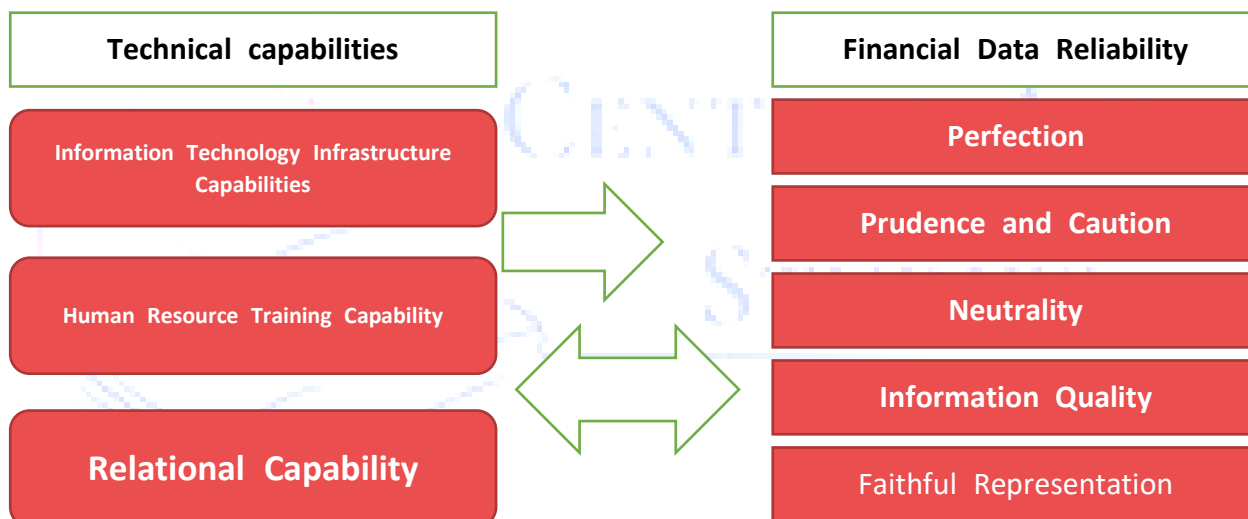 Technical capabilities
Information Technology Infrastructure
Capabilities
Human Resource Training Capability
Relational Capability
Financial Data Reliability
Perfection
Prudence and Caution
Neutrality
Information Quality
Faithful Representation